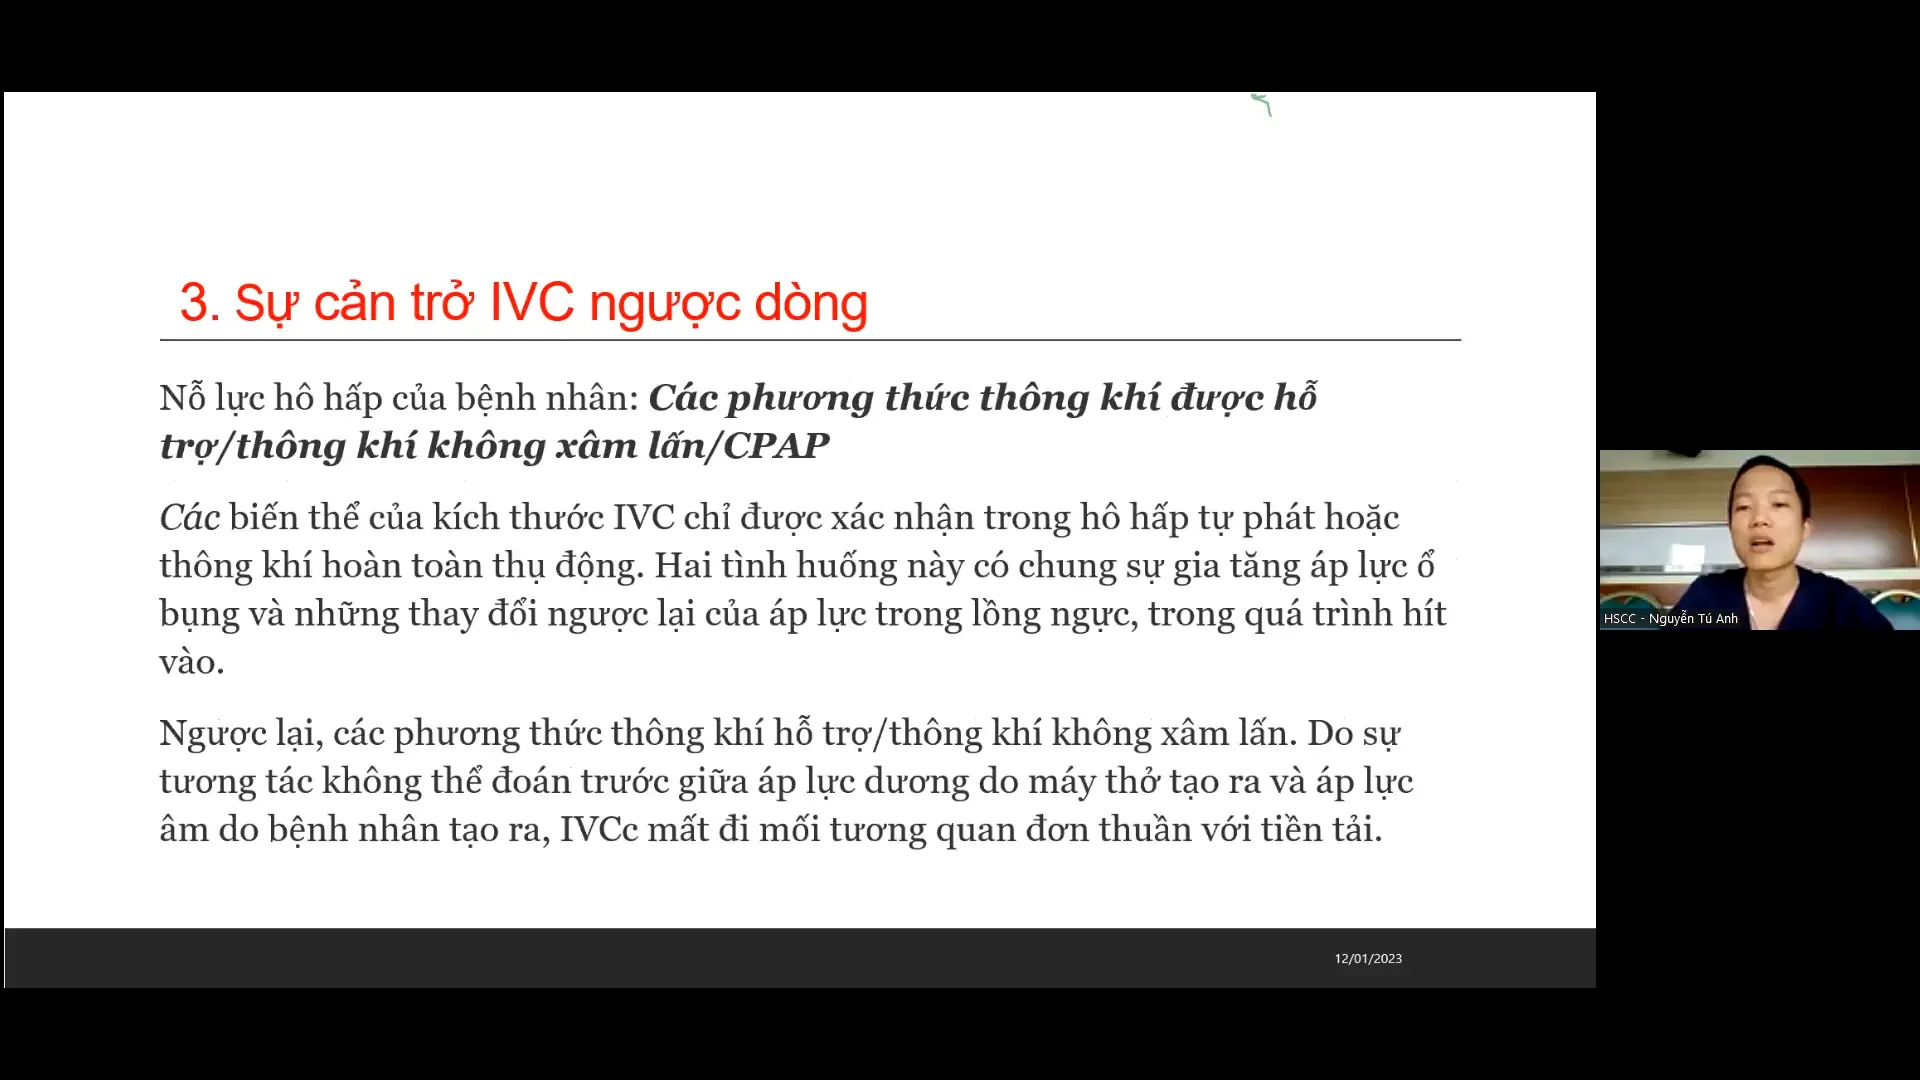 3. Sự cản trở IVC ngược dòng
Nỗ lực hô hấp của bệnh nhân: Các phương thức thông khí được hỗ
trợ/thông khí không xâm lấn/CPAP
Các biến thể của kích thước IVC chỉ được xác nhận trong hô hấp tự phát hoặc
thông khí hoàn toàn thụ động. Hai tình huống này có chung sự gia tăng áp lực ổ
bụng và những thay đổi ngược lại của áp lực trong lồng ngực, trong quá trình hít
vào.
Ngược lại, các phương thức thông khí hỗ trợ/thông khí không xâm lấn. Do sự
tương tác không thể đoán trước giữa áp lực dương do máy thở tạo ra và áp lực
âm do bệnh nhân tạo ra, IVCc mất đi mối tương quan đơn thuần với tiền tải.
12/01/2023
HSCC - Nguyễn Tú Anh